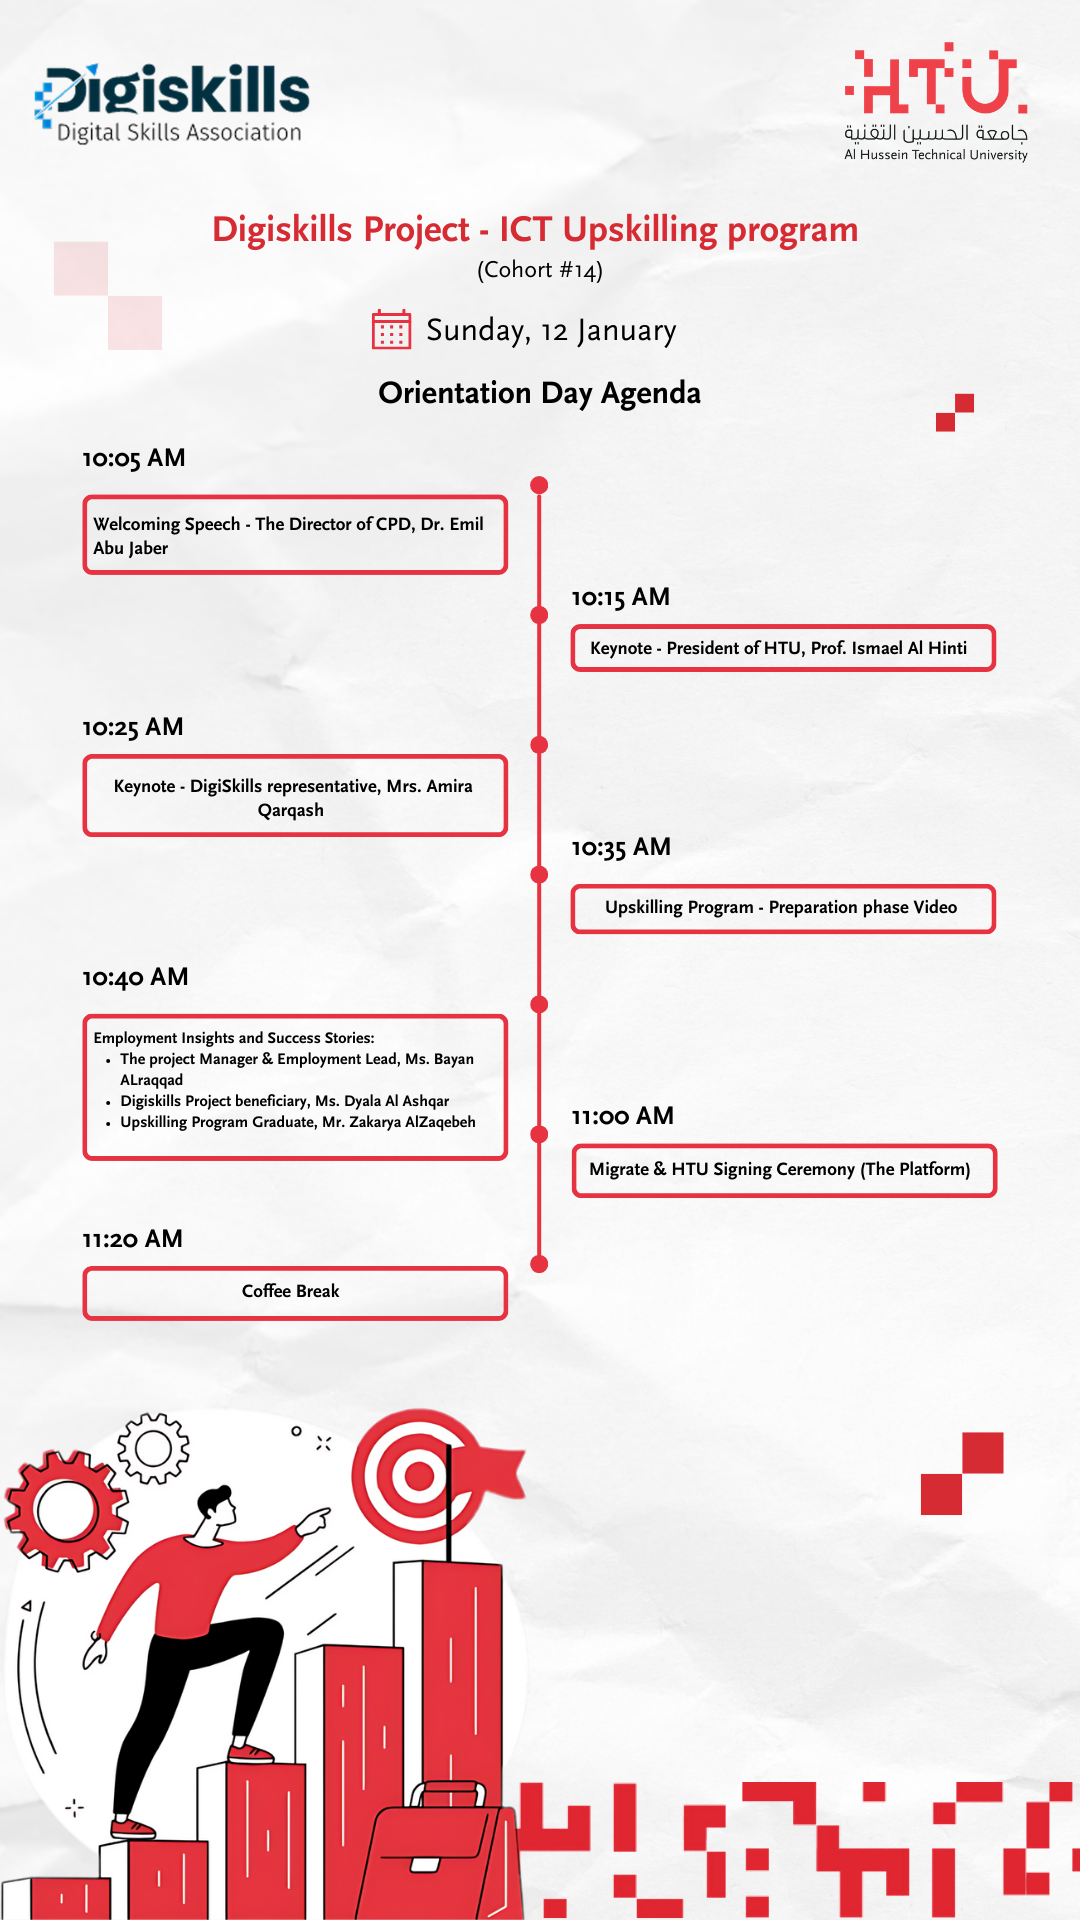 Digiskills
Digital Skills Association
HTU
جامعة الحسين التقنية
Al Hussein Technical University
Digiskills Project - ICT Upskilling program
(Cohort #14)
Sunday, 12 January
Orientation Day Agenda
10:05 AM
Welcoming Speech - The Director of CPD, Dr. Emil
Abu Jaber
10:15 AM
Keynote - President of HTU, Prof. Ismael Al Hinti
10:25 AM
Keynote - DigiSkills representative, Mrs. Amira
Qarqash
10:35 AM
Upskilling Program - Preparation phase Video
10:40 AM
Employment Insights and Success Stories:
• The project Manager & Employment Lead, Ms. Bayan
ALraqqad
• Digiskills Project beneficiary, Ms. Dyala Al Ashqar
• Upskilling Program Graduate, Mr. Zakarya AlZaqebeh
11:00 AM
Migrate & HTU Signing Ceremony (The Platform)
11:20 AM
Coffee Break